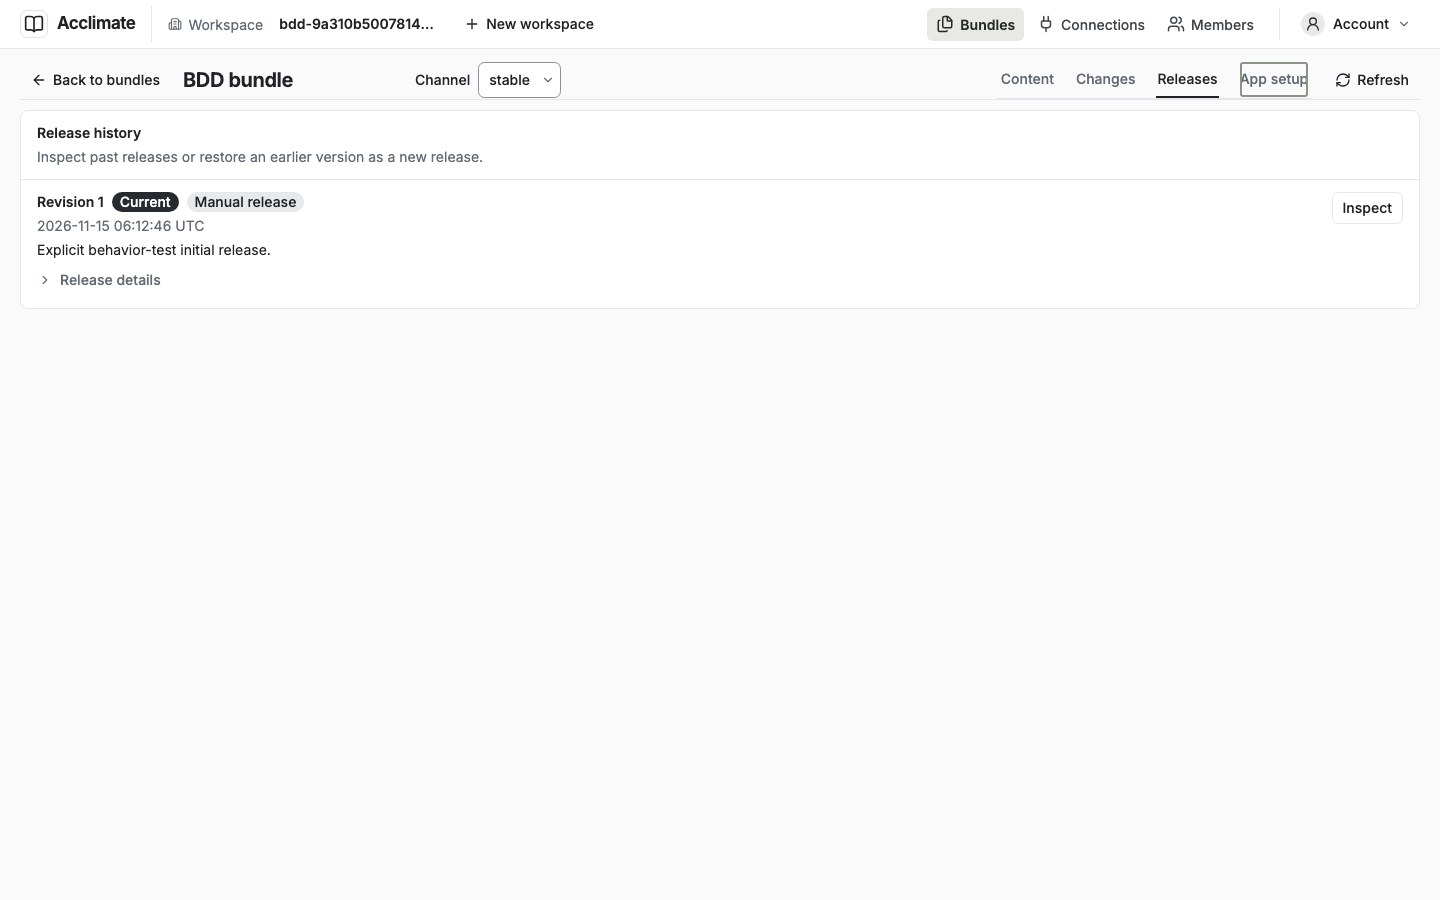 Acclimate
Workspace
bdd-9a310b5007814...
New workspace
Bundles
Connections
Members
Account
Back to bundles
BDD bundle
Channel
stable
Content
Changes
Releases
App setup
Refresh
Release history
Inspect past releases or restore an earlier version as a new release.
Revision 1
Current
Manual release
Inspect
2026-11-15 06:12:46 UTC
Explicit behavior-test initial release.
Release details